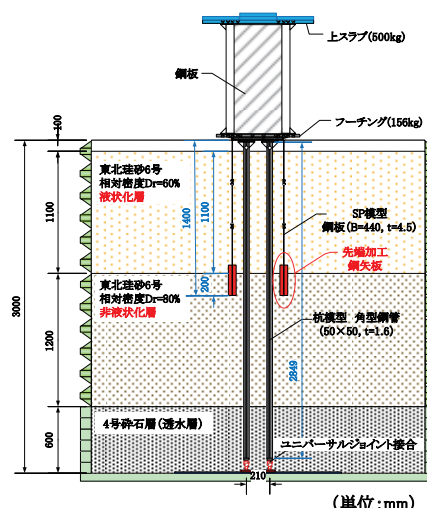 上スラブ(500kg)
鋼板
フーチング(156kg)
100
東北硅砂6号
相対密度Dr=60%
液状化層
1100
1400
1100
SP模型
鋼板(B=440, t=4.5)
先端加工
鋼矢板
200
3000
東北硅砂6号
相対密度Dr=80%
非液状化層
1200
杭模型 角型鋼管
(50×50, t=1.6)
2849
4号砕石層(透水層)
600
ユニバーサルジョイント接合
210
(単位:mm)